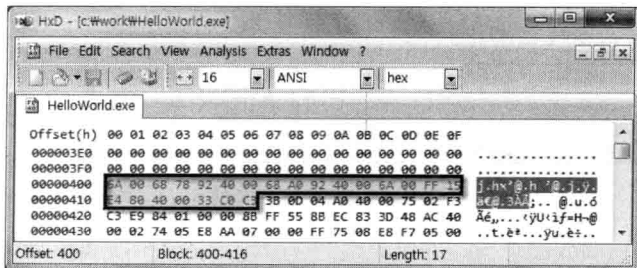 HxD - [c:₩work₩HelloWorld.exe]
File Edit Search View Analysis Extras Window ?
16 ANSI hex
HelloWorld.exe
Offset(h) 00 01 02 03 04 05 06 07 08 09 0A 0B 0C 0D 0E 0F
000003E0 00 00 00 00 00 00 00 00 00 00 00 00 00 00 00 00 ................
000003F0 00 00 00 00 00 00 00 00 00 00 00 00 00 00 00 00 ................
00000400 6A 00 68 78 92 40 00 68 A0 92 40 00 6A 00 FF 15 j.hx’@.h ’@.j.ÿ.
00000410 E4 80 40 00 33 C0 C3 3B 0D 04 A0 40 00 75 02 F3 ä€@.3ÀÃ;.. @.u.ó
00000420 C3 E9 84 01 00 00 8B FF 55 8B EC 83 3D 48 AC 40 Ãé„...‹ÿU‹ìƒ=H¬@
00000430 00 02 74 05 E8 AA 07 00 00 FF 75 08 E8 F7 05 00 ..t.èª...ÿu.è÷..
Offset: 400 Block: 400-416 Length: 17